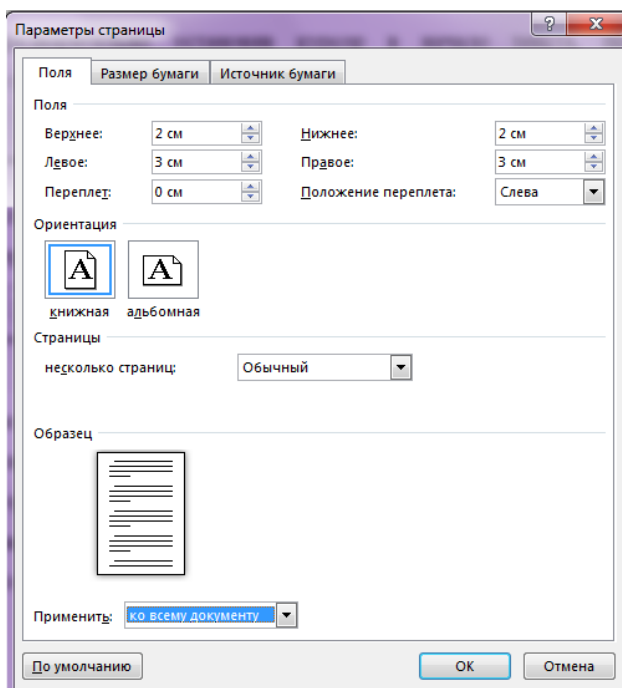 Параметры страницы
Поля Размер бумаги Источник бумаги
Поля
Верхнее: 2 см Нижнее: 2 см
Левое: 3 см Правое: 3 см
Переплет: 0 см Положение переплета: Слева
Ориентация
A A
книжная альбомная
Страницы
несколько страниц: Обычный
Образец
Применить: ко всему документу
По умолчанию ОК Отмена